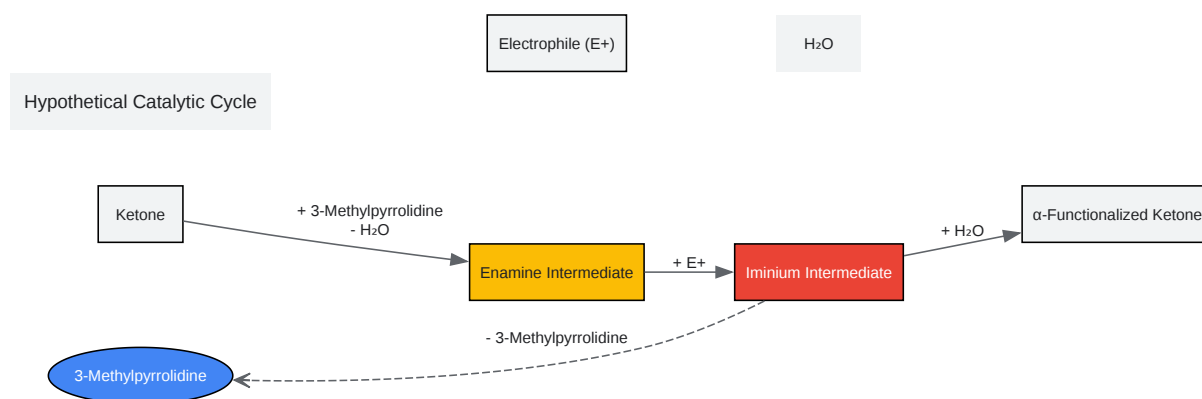 Electrophile (E+)
H₂O
Hypothetical Catalytic Cycle
Ketone
+ 3-Methylpyrrolidine
- H₂O
Enamine Intermediate
+ E+
Iminium Intermediate
+ H₂O
α-Functionalized Ketone
- 3-Methylpyrrolidine
3-Methylpyrrolidine